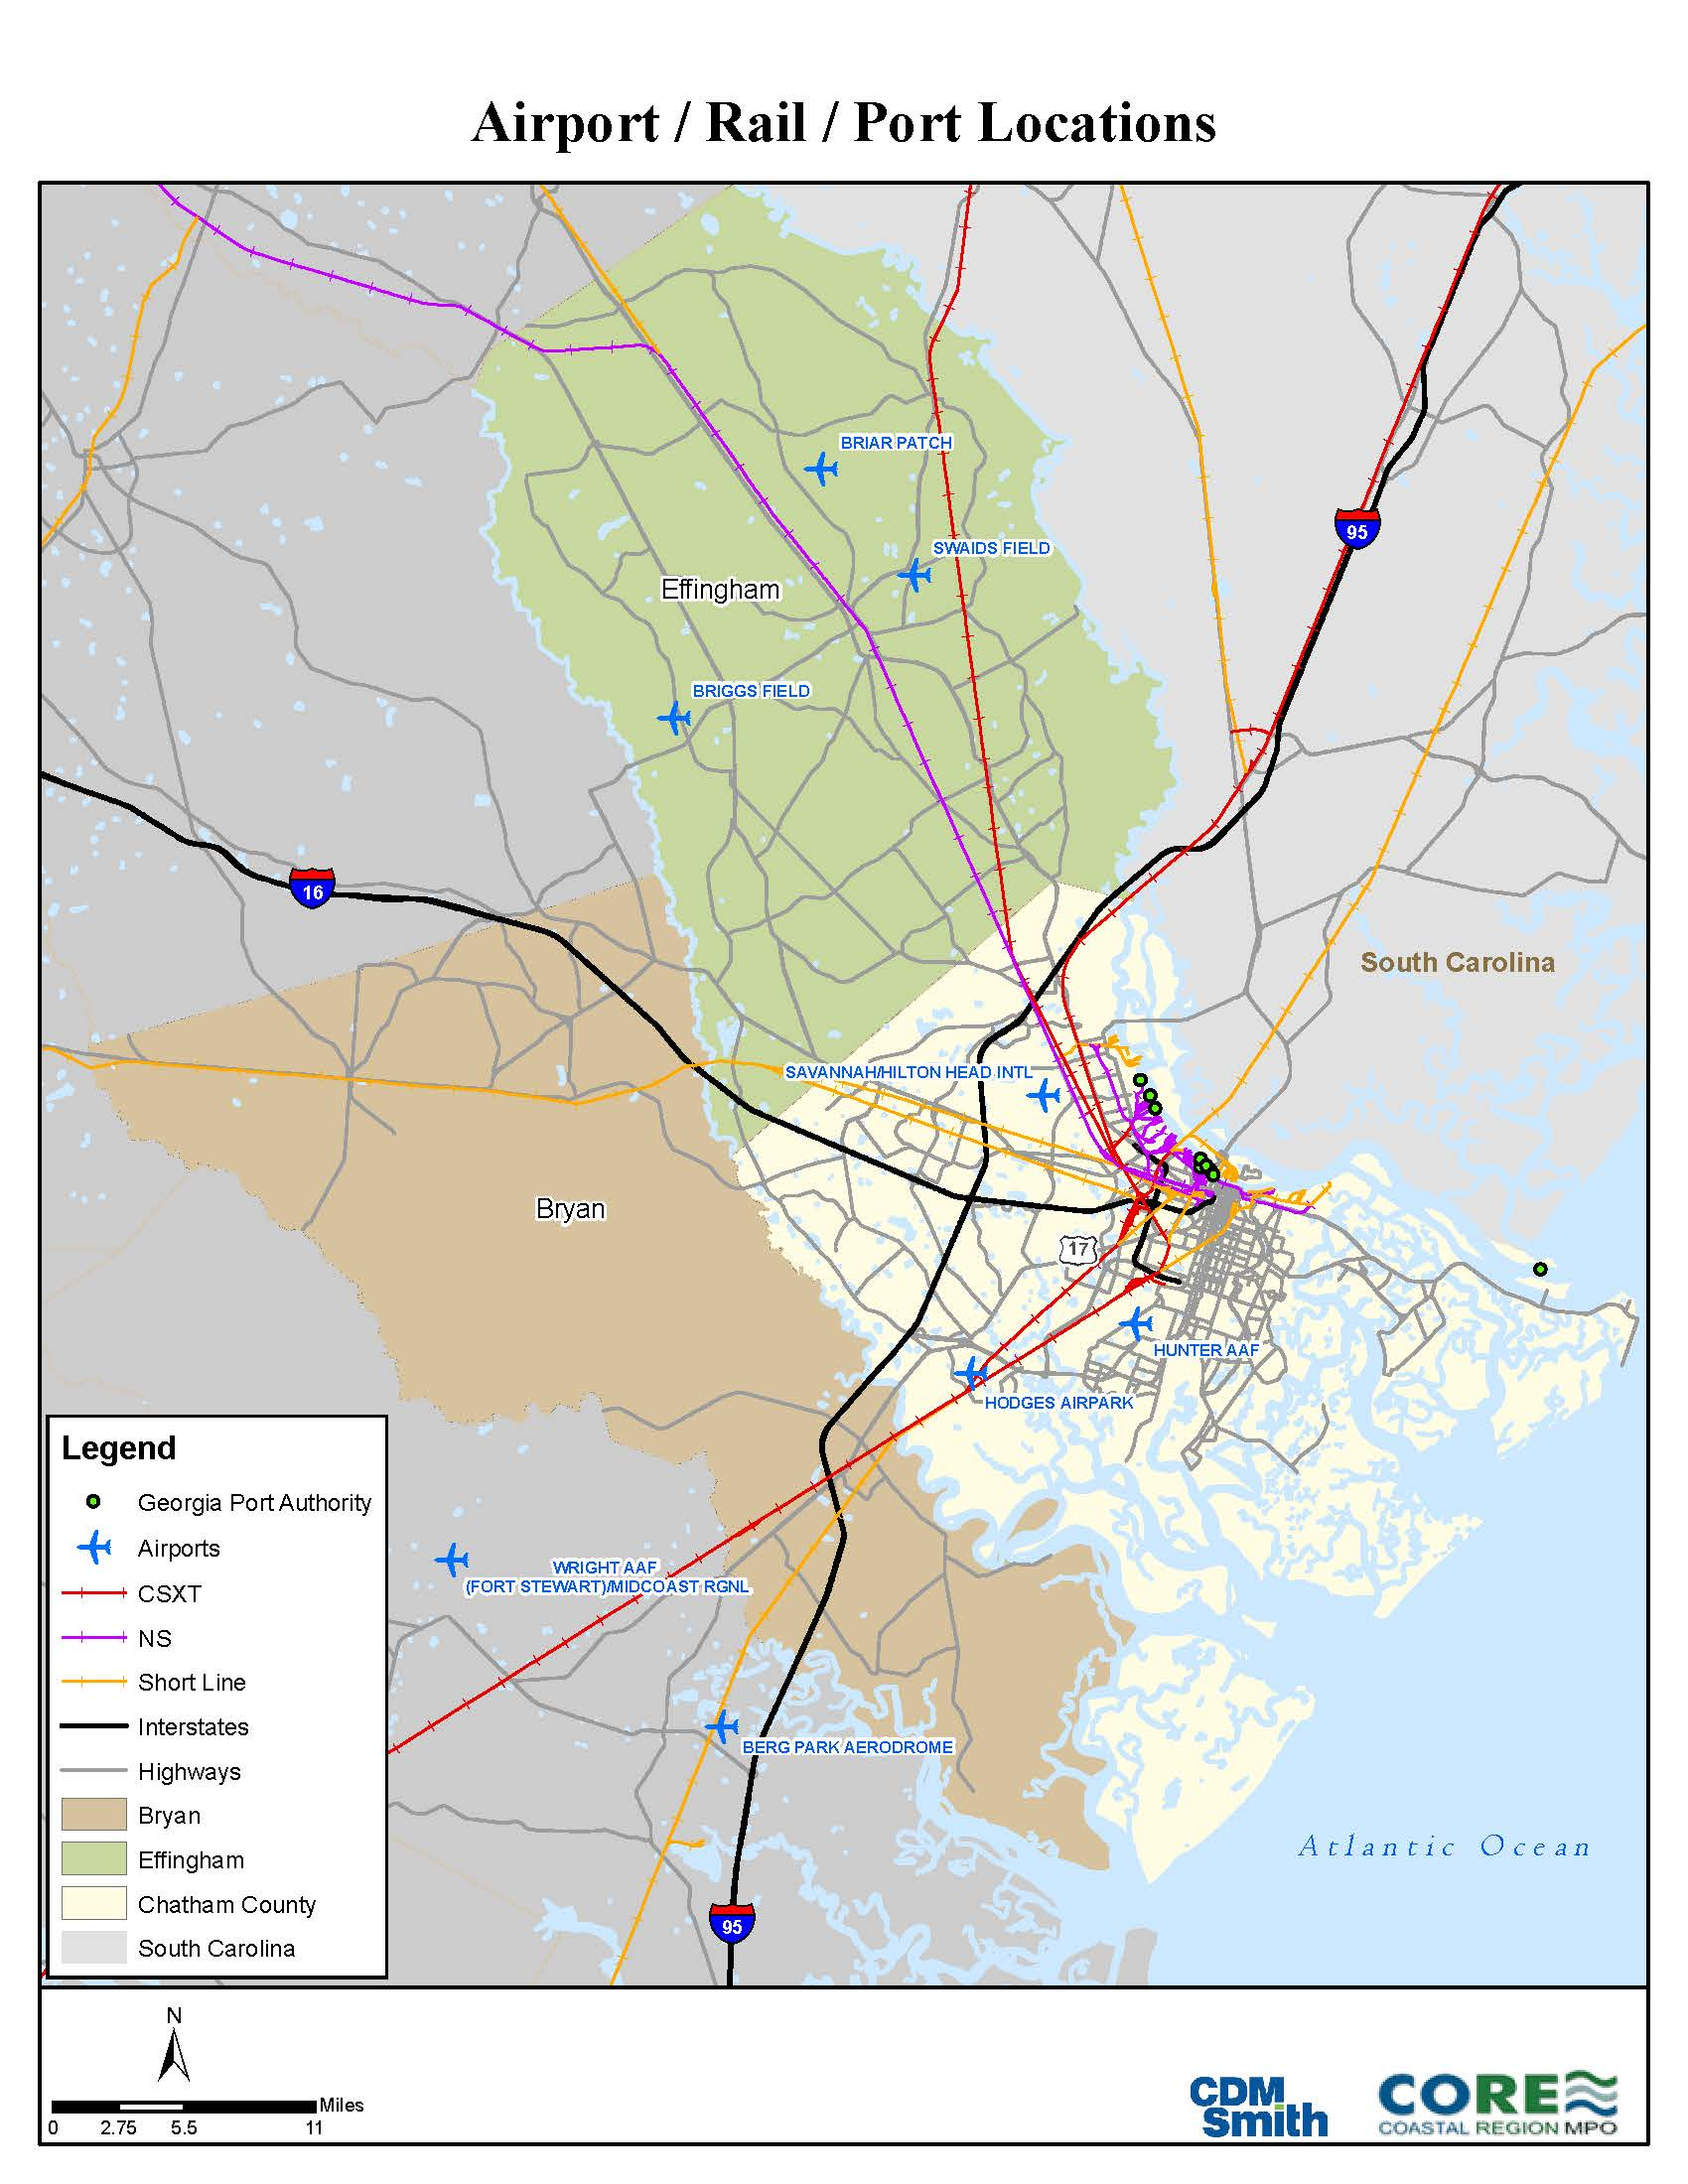 Airport / Rail / Port Locations
BRIAR PATCH
95
SWAIDS FIELD
Effingham
BRIGGS FIELD
16
South Carolina
SAVANNAH/HILTON HEAD INTL
Bryan
17
HUNTER AAF
HODGES AIRPARK
WRIGHT AAF
(FORT STEWART)/MIDCOAST RGNL
BERG PARK AERODROME
Atlantic Ocean
95
Legend
Georgia Port Authority
Airports
CSXT
NS
Short Line
Interstates
Highways
Bryan
Effingham
Chatham County
South Carolina
N
Miles
0 2.75 5.5 11
CDM
Smith
CORE
COASTAL REGION MPO